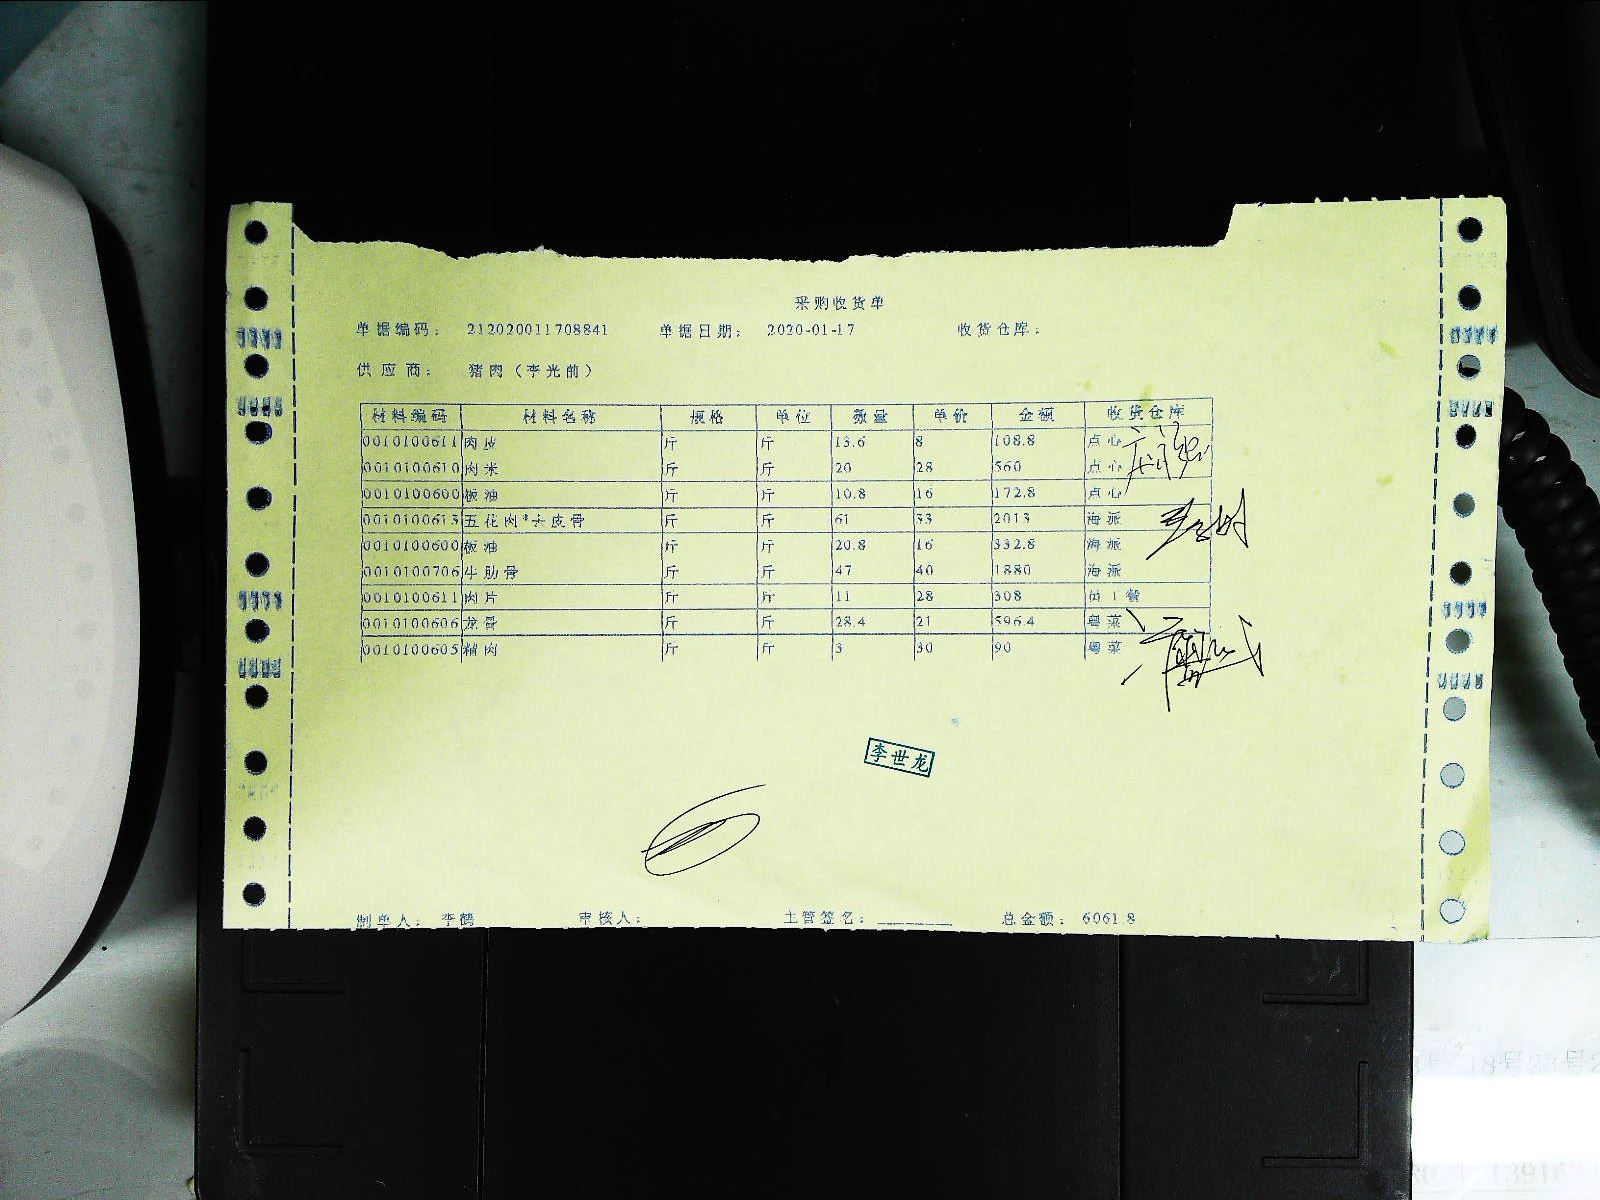 采购收货单
单据编码： 212020011708841 单据日期： 2020-01-17 收货仓库：
供应商： 猪肉（李光前）
材料编码 材料名称 规格 单位 数量 单价 金额 收货仓库
0010100611 肉皮 斤 斤 13.6 8 108.8 点心
0010100610 肉米 斤 斤 20 28 560 点心
0010100600 板油 斤 斤 10.8 16 172.8 点心
0010100613 五花肉*去皮骨 斤 斤 61 33 2013 海派
0010100600 板油 斤 斤 20.8 16 332.8 海派
0010100706 牛肋骨 斤 斤 47 40 1880 海派
0010100611 肉片 斤 斤 11 28 308 员工餐
0010100606 龙骨 斤 斤 28.4 21 596.4 粤菜
0010100605 精肉 斤 斤 3 30 90 粤菜
李世龙
制单人： 李鹤 审核人： 主管签名： 总金额： 6061.8